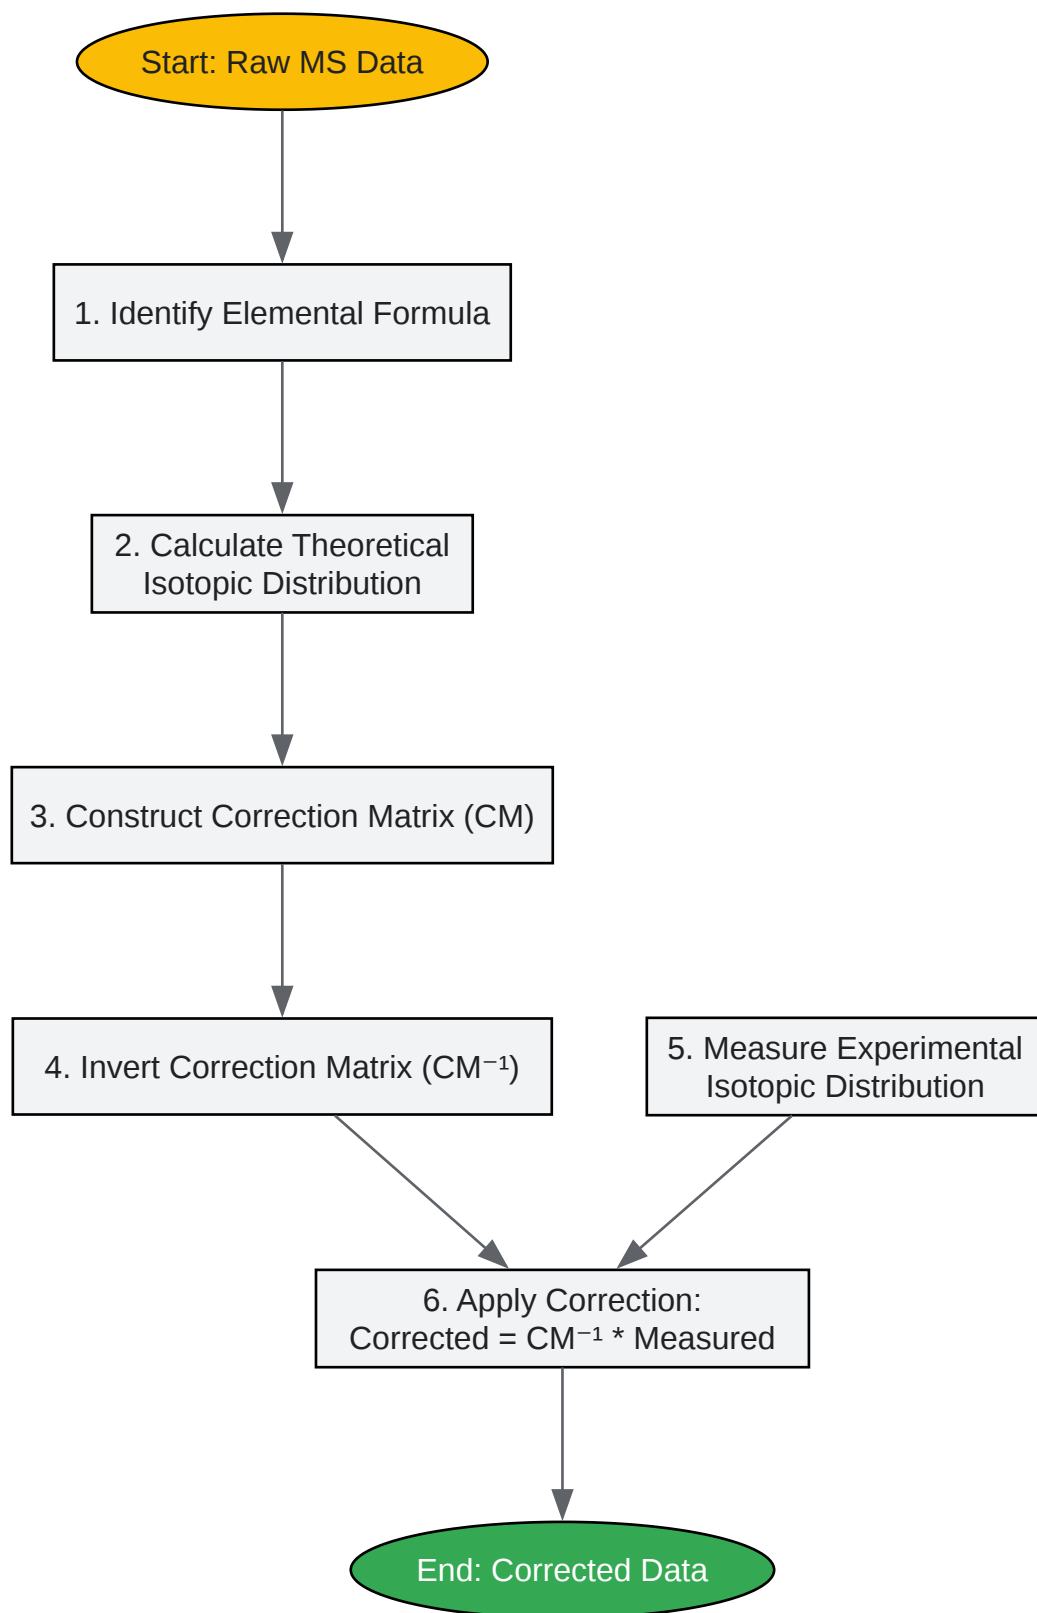 Start: Raw MS Data
1. Identify Elemental Formula
2. Calculate Theoretical
Isotopic Distribution
3. Construct Correction Matrix (CM)
4. Invert Correction Matrix (CM⁻¹)
5. Measure Experimental
Isotopic Distribution
6. Apply Correction:
Corrected = CM⁻¹ * Measured
End: Corrected Data